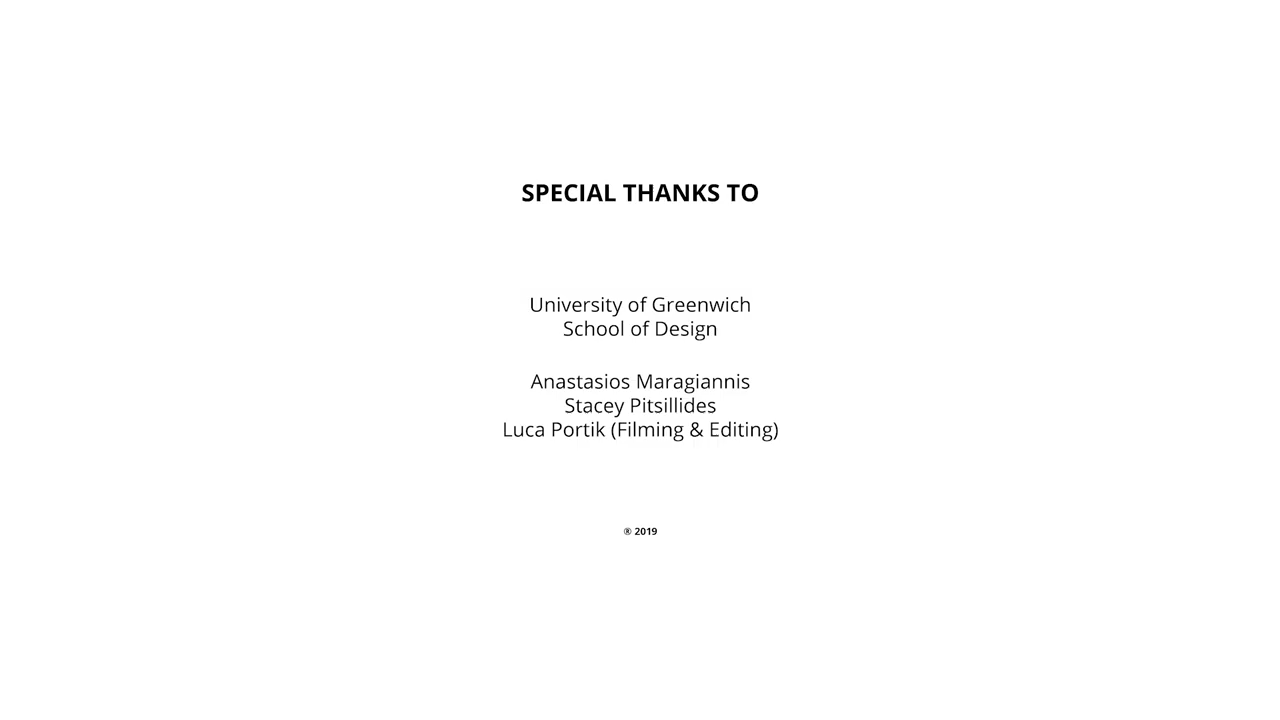 SPECIAL THANKS TO
University of Greenwich
School of Design
Anastasios Maragiannis
Stacey Pitsillides
Luca Portik (Filming & Editing)
® 2019